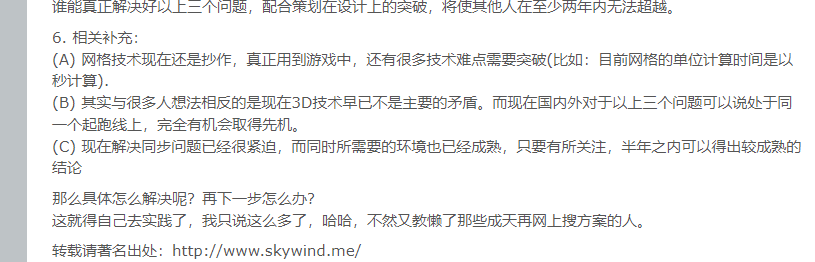 谁能真正解决好以上三个问题，配合策划在设计上的突破，将使其他人在至少两年内无法超越。
6. 相关补充：
(A) 网格技术现在还是抄作，真正用到游戏中，还有很多技术难点需要突破(比如：目前网格的单位计算时间是以
秒计算).
(B) 其实与很多人想法相反的是现在3D技术早已不是主要的矛盾。而现在国内外对于以上三个问题可以说处于同
一个起跑线上，完全有机会取得先机。
(C) 现在解决同步问题已经很紧迫，而同时所需要的环境也已经成熟，只要有所关注，半年之内可以得出较成熟的
结论
那么具体怎么解决呢？再下一步怎么办？
这就得自己去实践了，我只说这么多了，哈哈，不然又教懒了那些成天再网上搜方案的人。
转载请著名出处：http://www.skywind.me/